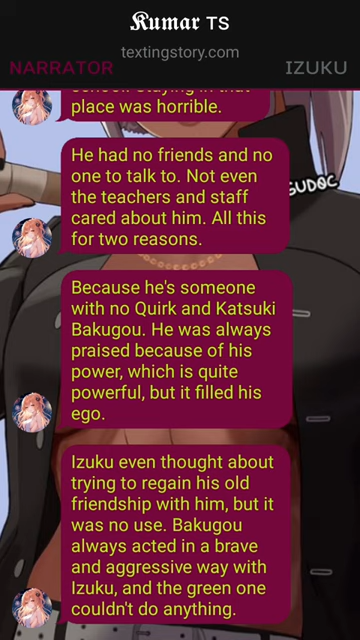 Kumar TS
textingstory.com
NARRATOR
IZUKU
place was horrible.
He had no friends and no
one to talk to. Not even
the teachers and staff
cared about him. All this
for two reasons.
Because he's someone
with no Quirk and Katsuki
Bakugou. He was always
praised because of his
power, which is quite
powerful, but it filled his
ego.
Izuku even thought about
trying to regain his old
friendship with him, but it
was no use. Bakugou
always acted in a brave
and aggressive way with
Izuku, and the green one
couldn't do anything.